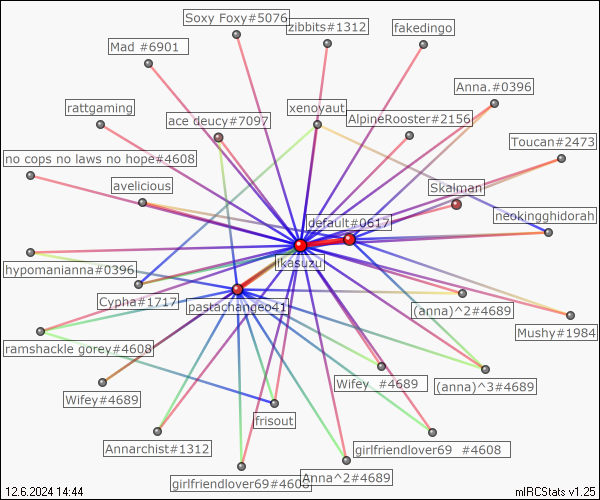 Soxy Foxy#5076
zibbits#1312
fakedingo
Mad #6901
Anna.#0396
rattgaming
xenoyaut
ace deucy#7097
AlpineRooster#2156
Toucan#2473
no cops no laws no hope#4608
avelicious
Skalman
default#0617
neokingghidorah
ikasuzu
hypomanianna#0396
Cypha#1717
pastachangeo41
(anna)^2#4689
Mushy#1984
ramshackle gorey#4608
Wifey #4689
(anna)^3#4689
Wifey#4689
frisout
Annarchist#1312
girlfriendlover69 #4608
girlfriendlover69#4608
Anna^2#4689
12.6.2024 14:44
mIRCStats v1.25